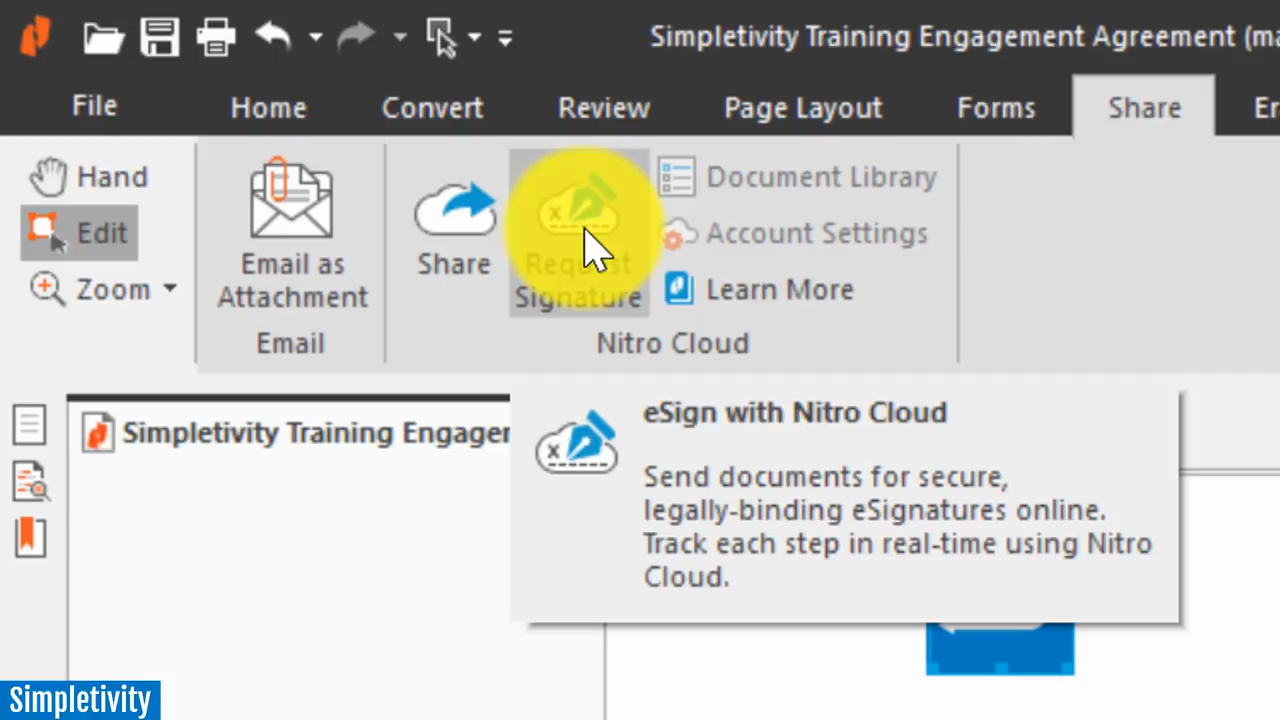 Simpletivity Training Engagement Agreement (ma
File
Home
Convert
Review
Page Layout
Forms
Share
Er
Hand
Edit
Zoom
Email as
Attachment
Email
Share
Request
Signature
Document Library
Account Settings
Learn More
Nitro Cloud
Simpletivity Training Engager
eSign with Nitro Cloud
Send documents for secure,
legally-binding eSignatures online.
Track each step in real-time using Nitro
Cloud.
Simpletivity